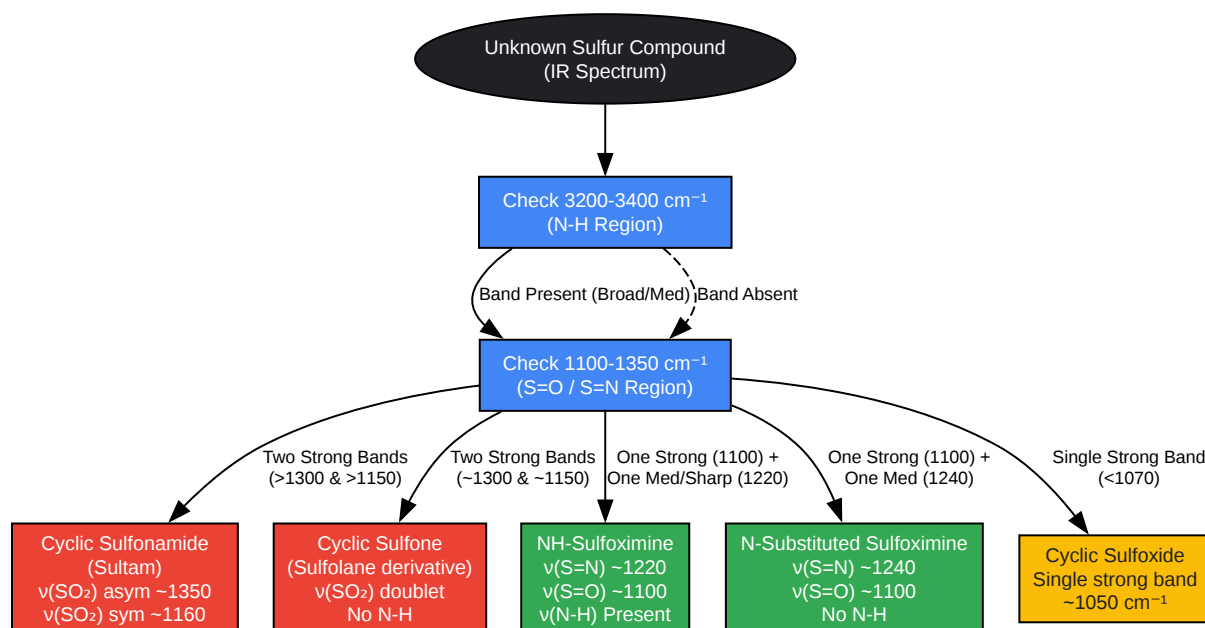 Unknown Sulfur Compound
(IR Spectrum)
Check 3200-3400 cm⁻¹
(N-H Region)
Band Present (Broad/Med)
Band Absent
Check 1100-1350 cm⁻¹
(S=O / S=N Region)
Two Strong Bands
(>1300 & >1150)
Two Strong Bands
(~1300 & ~1150)
One Strong (1100) +
One Med/Sharp (1220)
One Strong (1100) +
One Med (1240)
Single Strong Band
(<1070)
Cyclic Sulfonamide
(Sultam)
ν(SO₂) asym ~1350
ν(SO₂) sym ~1160
Cyclic Sulfone
(Sulfolane derivative)
ν(SO₂) doublet
No N-H
NH-Sulfoximine
ν(S=N) ~1220
ν(S=O) ~1100
ν(N-H) Present
N-Substituted Sulfoximine
ν(S=N) ~1240
ν(S=O) ~1100
No N-H
Cyclic Sulfoxide
Single strong band
~1050 cm⁻¹